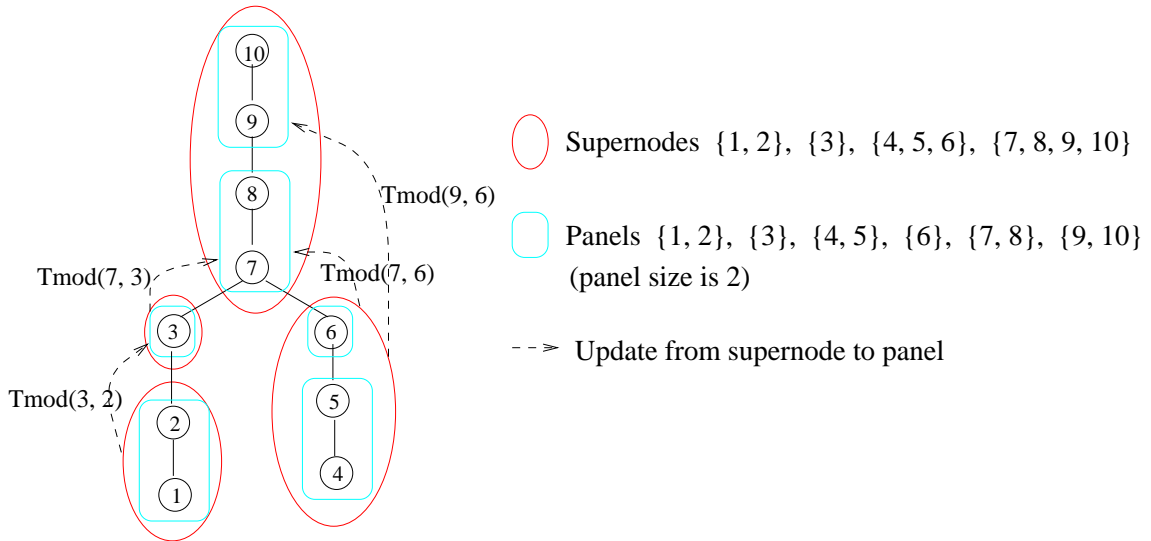 10
9
8
7
3
6
2
5
1
4
Tmod(9, 6)
Tmod(7, 3)
Tmod(7, 6)
Tmod(3, 2)
Supernodes {1, 2}, {3}, {4, 5, 6}, {7, 8, 9, 10}
Panels {1, 2}, {3}, {4, 5}, {6}, {7, 8}, {9, 10}
(panel size is 2)
Update from supernode to panel